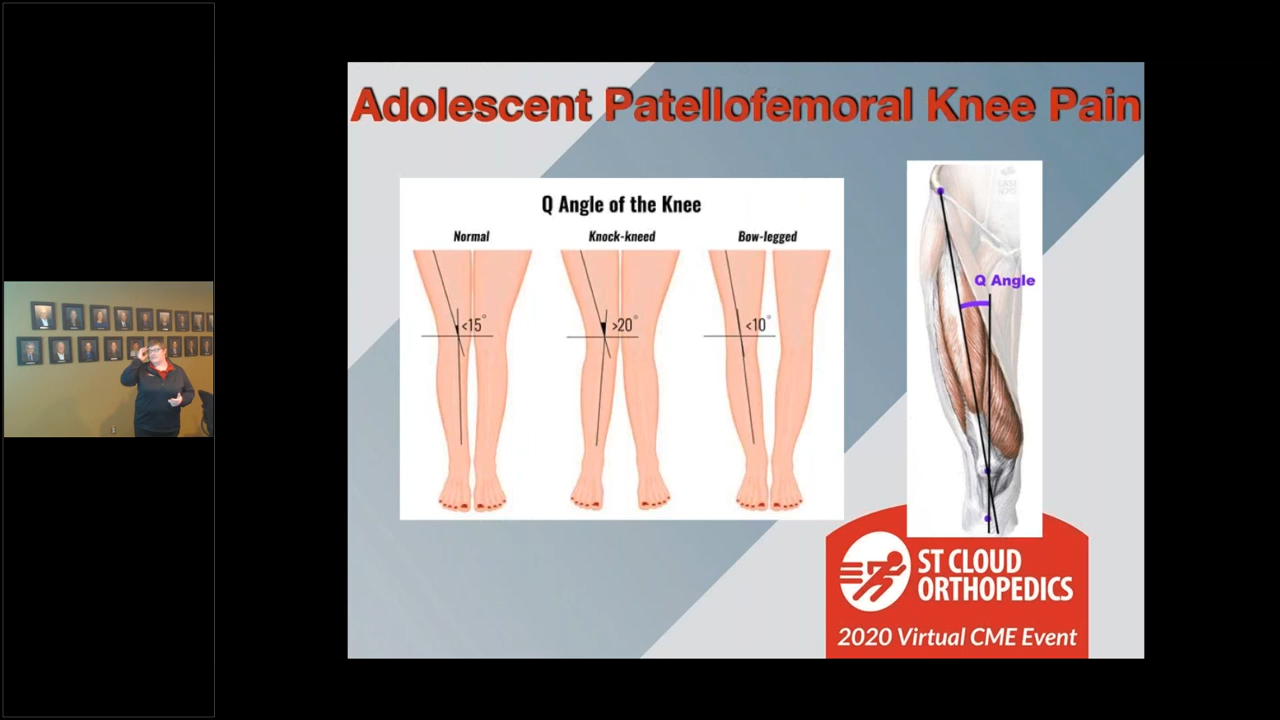 Adolescent Patellofemoral Knee Pain
Q Angle of the Knee
Normal
Knock-kneed
Bow-legged
<15°
>20°
<10°
Q Angle
ST CLOUD
ORTHOPEDICS
2020 Virtual CME Event